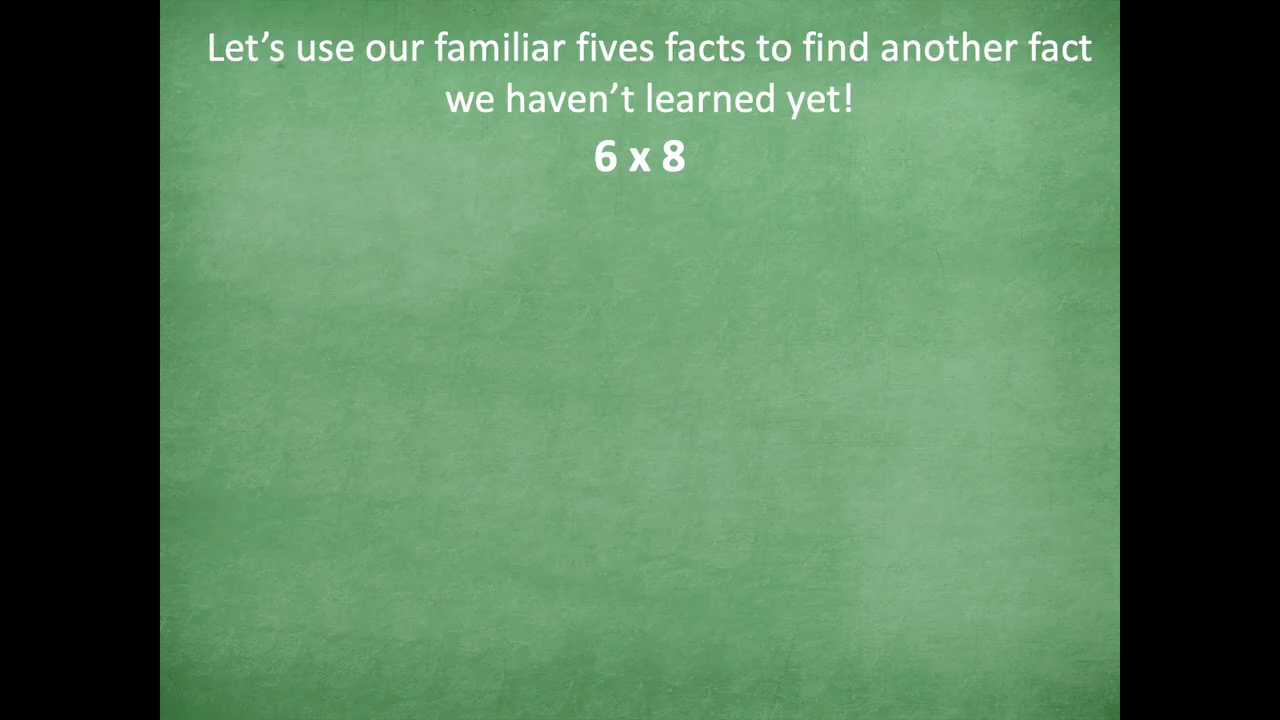 Let’s use our familiar fives facts to find another fact
we haven’t learned yet!
6 x 8